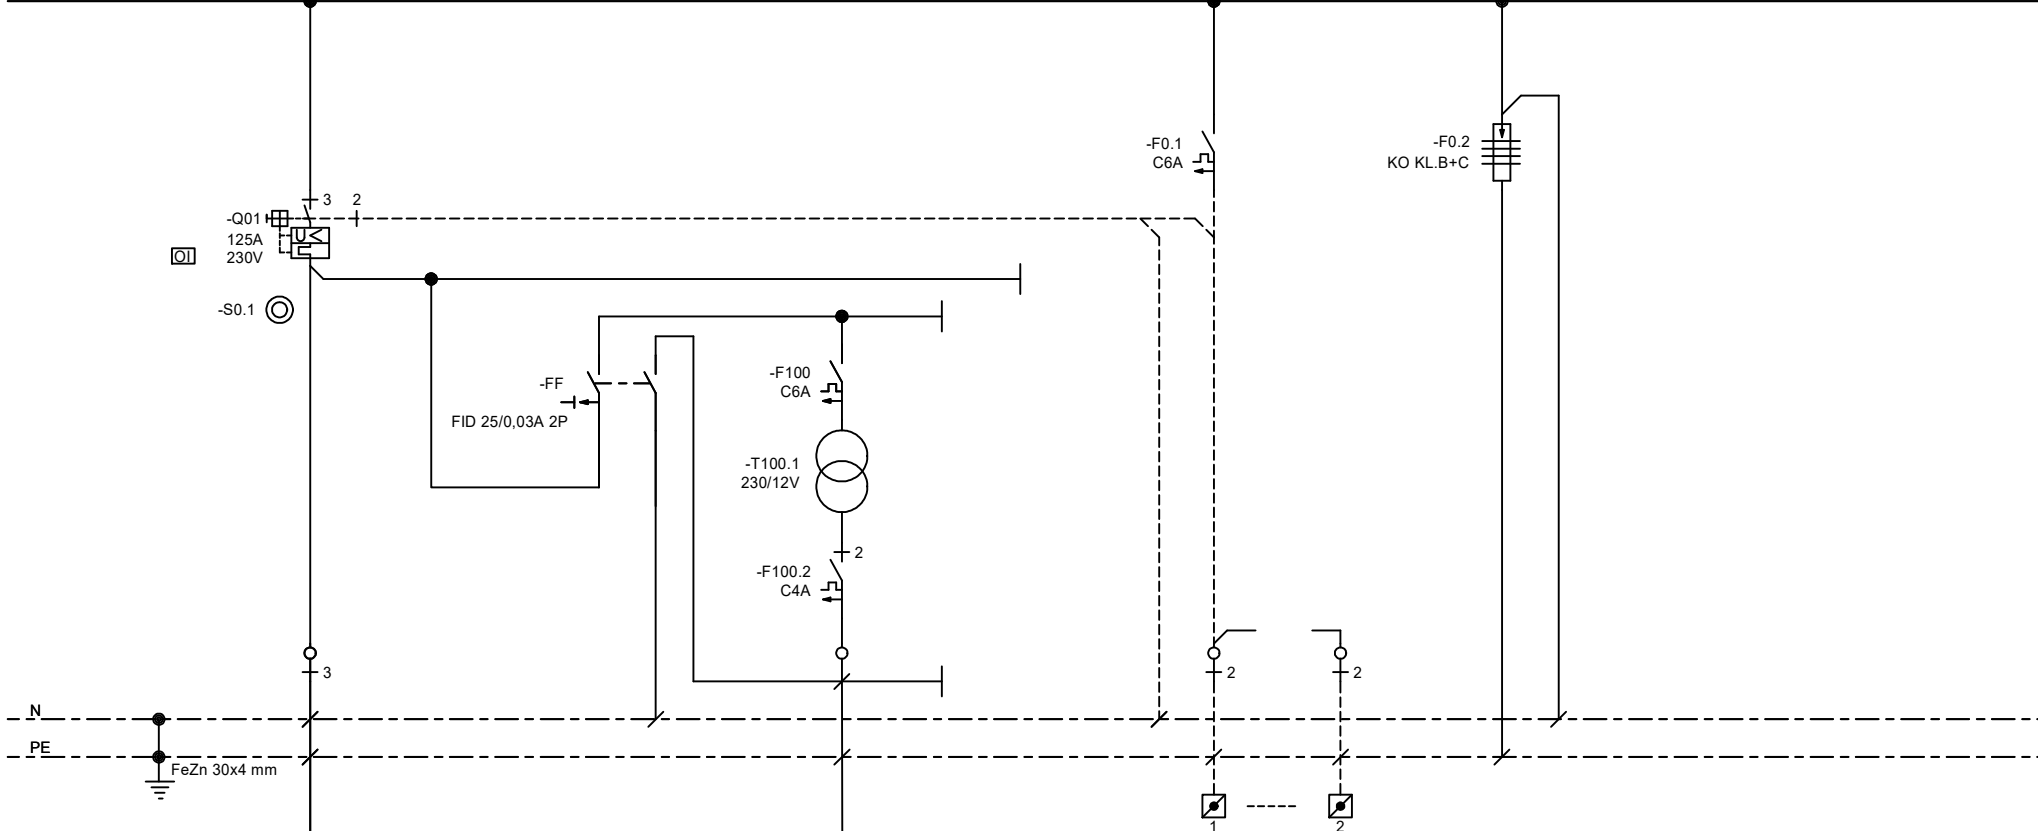 -F0.1
C6A
-F0.2
KO KL.B+C
3 2
-Q01
125A
230V
U<
OI
-S0.1
-FF
FID 25/0,03A 2P
-F100
C6A
-T100.1
230/12V
2
-F100.2
C4A
3
2
2
N
PE
FeZn 30x4 mm
1
2